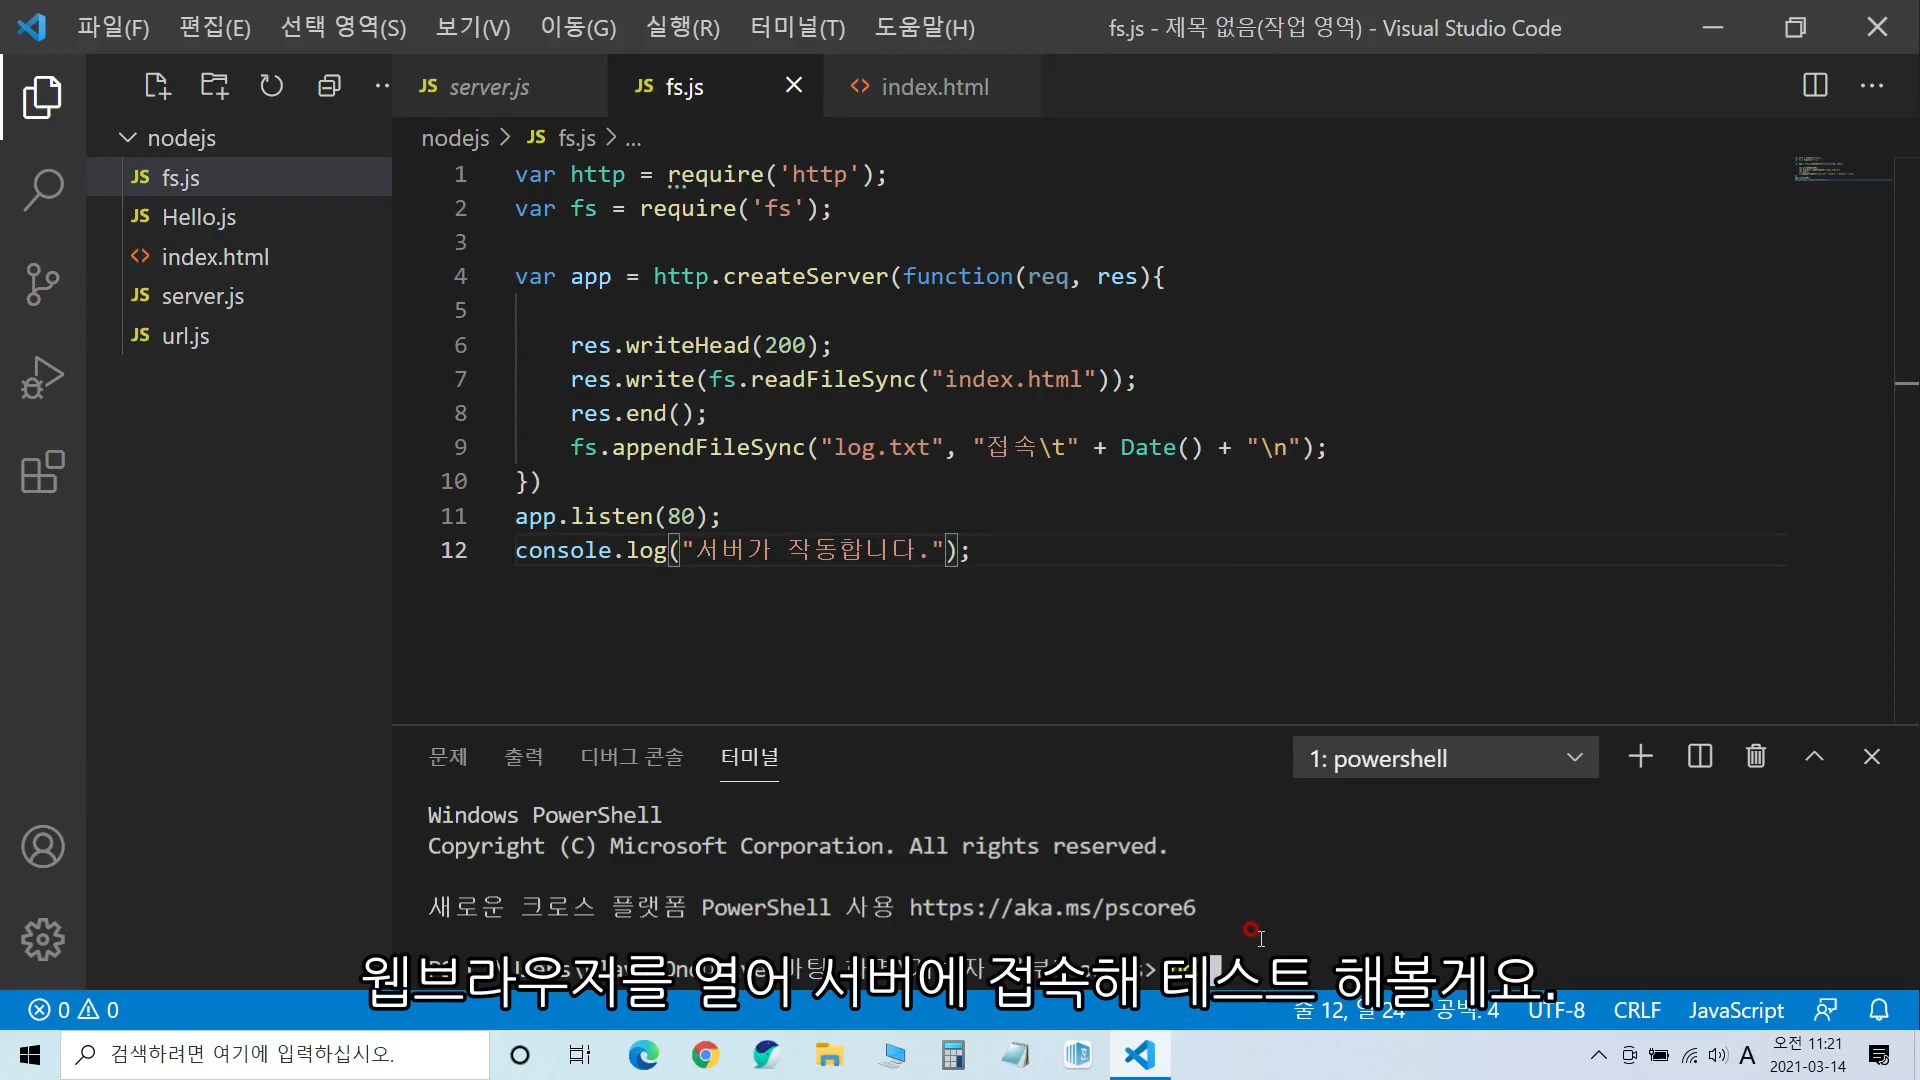 파일(F) 편집(E) 선택 영역(S) 보기(V) 이동(G) 실행(R) 터미널(T) 도움말(H) fs.js - 제목 없음(작업 영역) - Visual Studio Code
JS server.js JS fs.js <> index.html
nodejs
JS fs.js
JS Hello.js
<> index.html
JS server.js
JS url.js
nodejs > JS fs.js > ...
1 var http = require('http');
2 var fs = require('fs');
3
4 var app = http.createServer(function(req, res){
5
6 res.writeHead(200);
7 res.write(fs.readFileSync("index.html"));
8 res.end();
9 fs.appendFileSync("log.txt", "접속\t" + Date() + "\n");
10 })
11 app.listen(80);
12 console.log("서버가 작동합니다.");
문제 출력 디버그 콘솔 터미널 1: powershell
Windows PowerShell
Copyright (C) Microsoft Corporation. All rights reserved.
새로운 크로스 플랫폼 PowerShell 사용 https://aka.ms/pscore6
웹브라우저를 열어 서버에 접속해 테스트 해볼게요.
0 0 줄 12, 열 24 공백: 4 UTF-8 CRLF JavaScript
검색하려면 여기에 입력하십시오. A 오전 11:21
2021-03-14